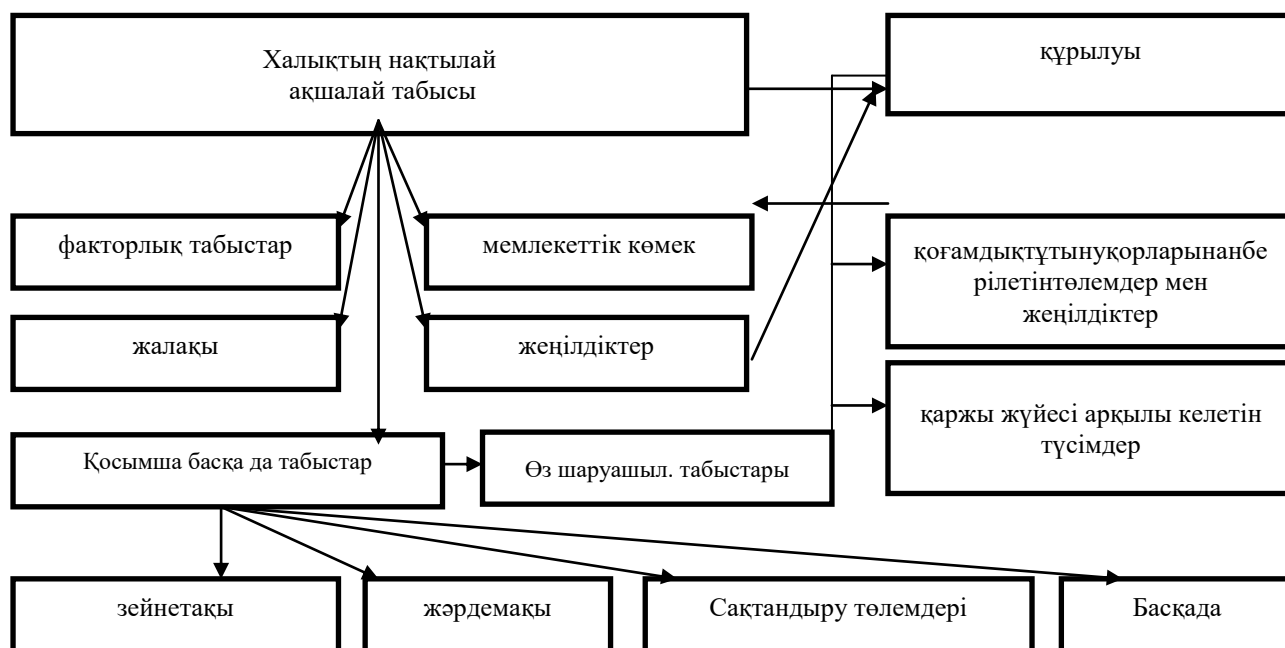 Халықтың нақтылай
ақшалай табысы
құрылуы
факторлық табыстар
мемлекеттік көмек
қоғамдықтұтынуқорларынанбе
рілетінтөлемдер мен
жеңілдіктер
жалақы
жеңілдіктер
қаржы жүйесі арқылы келетін
түсімдер
Қосымша басқа да табыстар
Өз шаруашыл. табыстары
зейнетақы
жәрдемақы
Сақтандыру төлемдері
Басқада